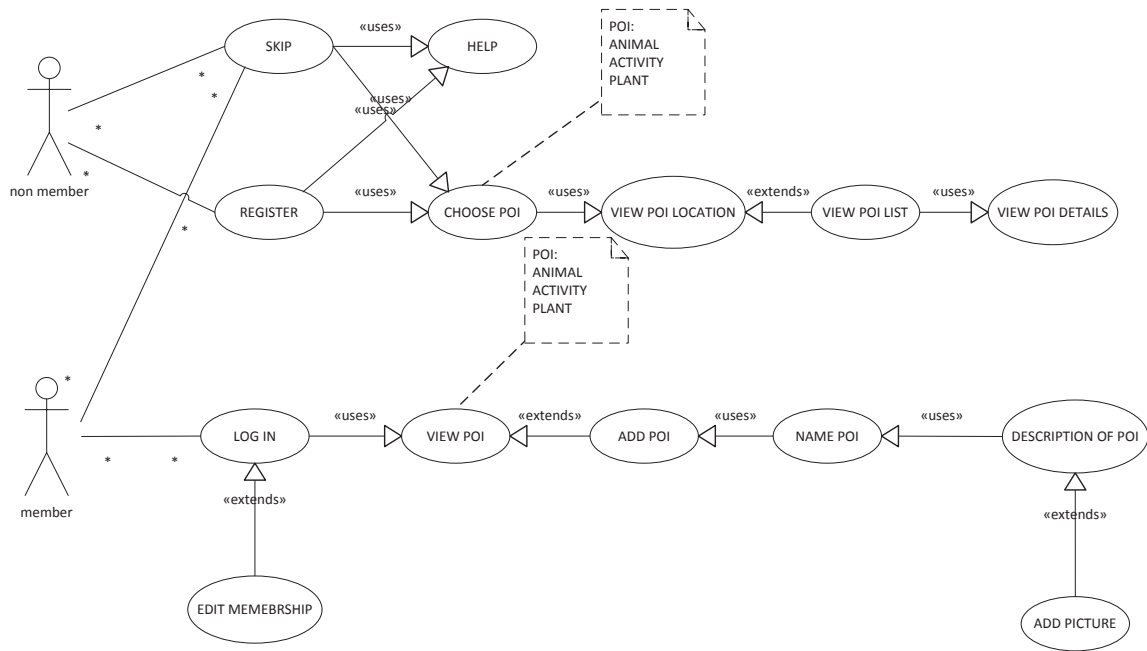 «uses»
SKIP
HELP
POI:
ANIMAL
ACTIVITY
PLANT
*
*
«uses»
«uses»
*
*
non member
REGISTER
«uses»
CHOOSE POI
«uses»
VIEW POI LOCATION
«extends»
VIEW POI LIST
«uses»
VIEW POI DETAILS
*
POI:
ANIMAL
ACTIVITY
PLANT
*
LOG IN
«uses»
VIEW POI
«extends»
ADD POI
«uses»
NAME POI
«uses»
DESCRIPTION OF POI
*
*
member
«extends»
«extends»
EDIT MEMEBRSHIP
ADD PICTURE